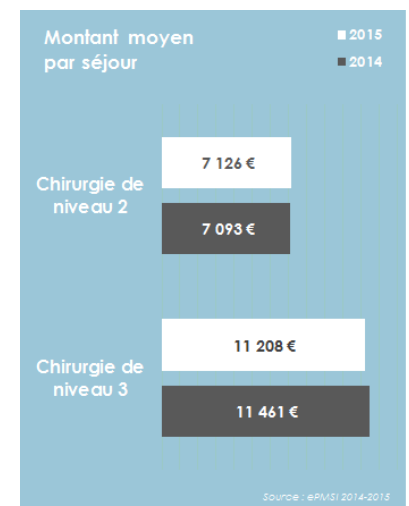 Montant moyen
par séjour
2015
2014
Chirurgie de
niveau 2
7 126 €
7 093 €
Chirurgie de
niveau 3
11 208 €
11 461 €
Source : ePMSI 2014-2015